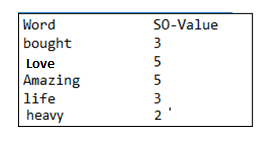 Word SO-Value
bought 3
Love 5
Amazing 5
life 3
heavy 2 '